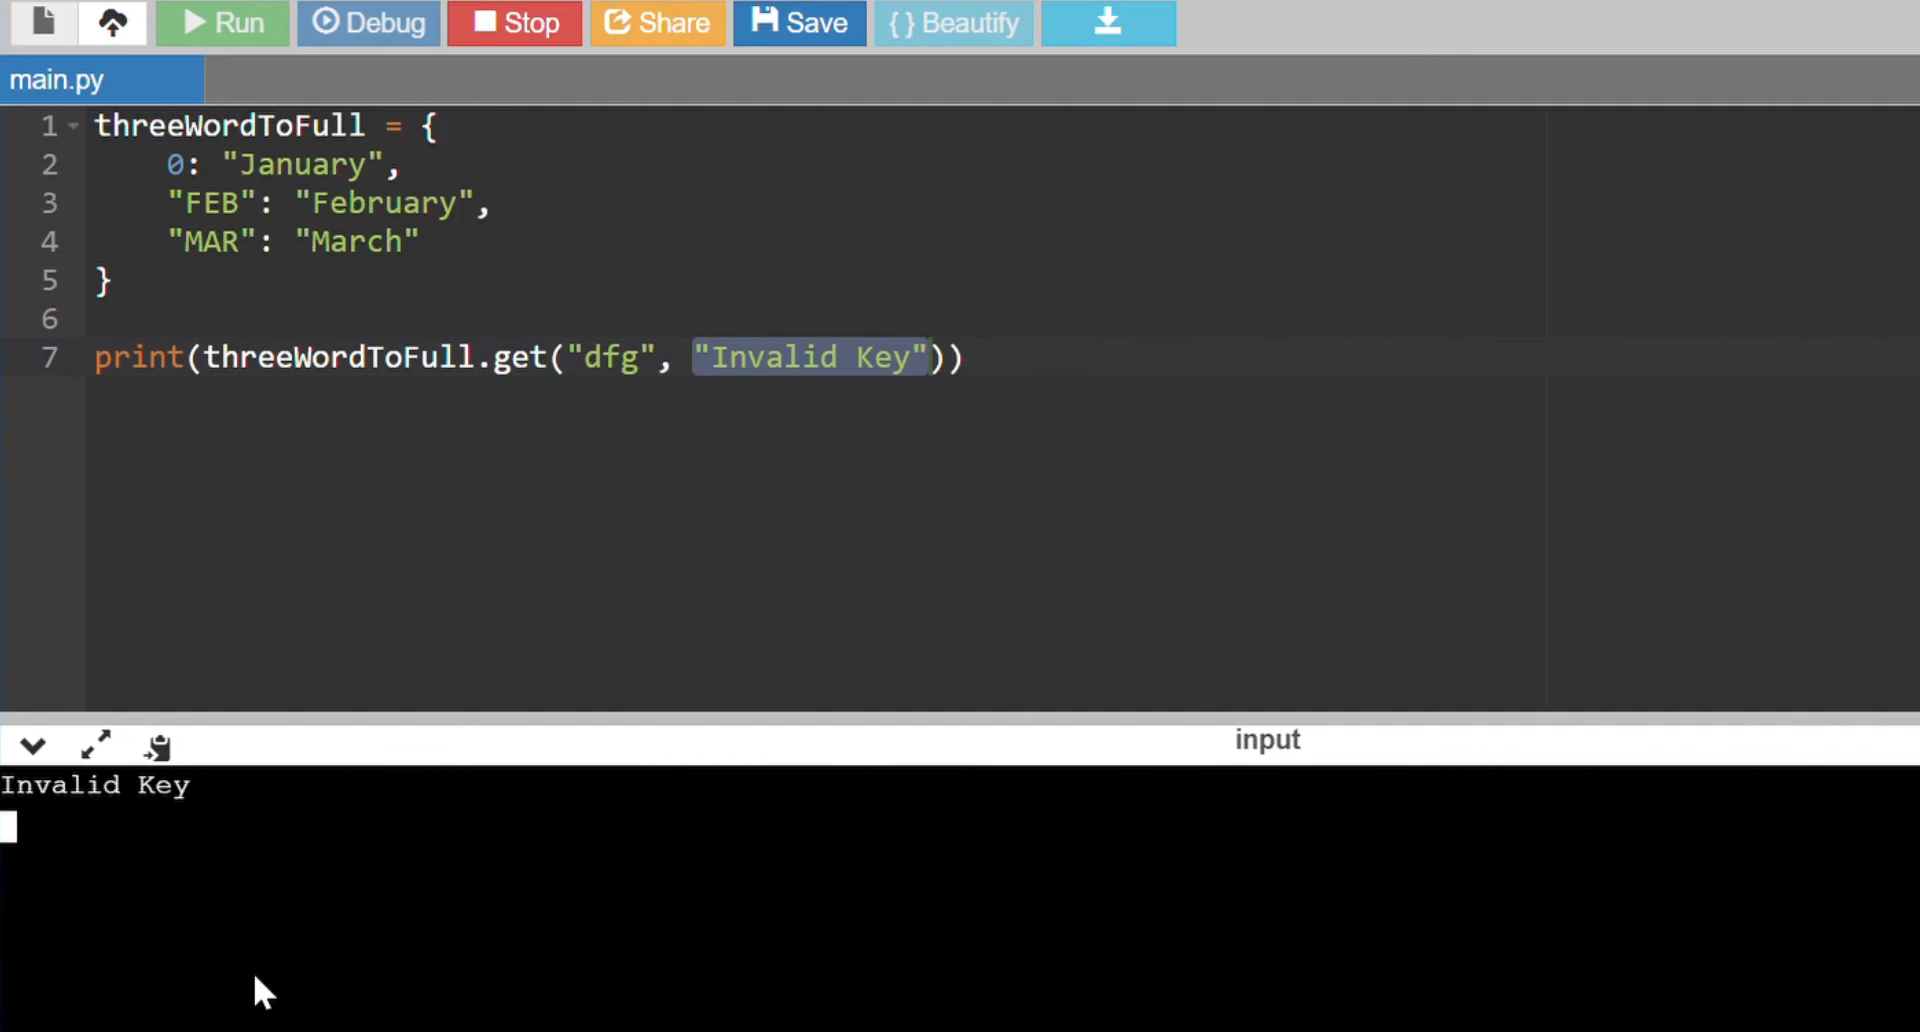 Run Debug Stop Share Save { } Beautify
main.py
1 threeWordToFull = {
2     0: "January",
3     "FEB": "February",
4     "MAR": "March"
5 }
6
7 print(threeWordToFull.get("dfg", "Invalid Key"))
input
Invalid Key